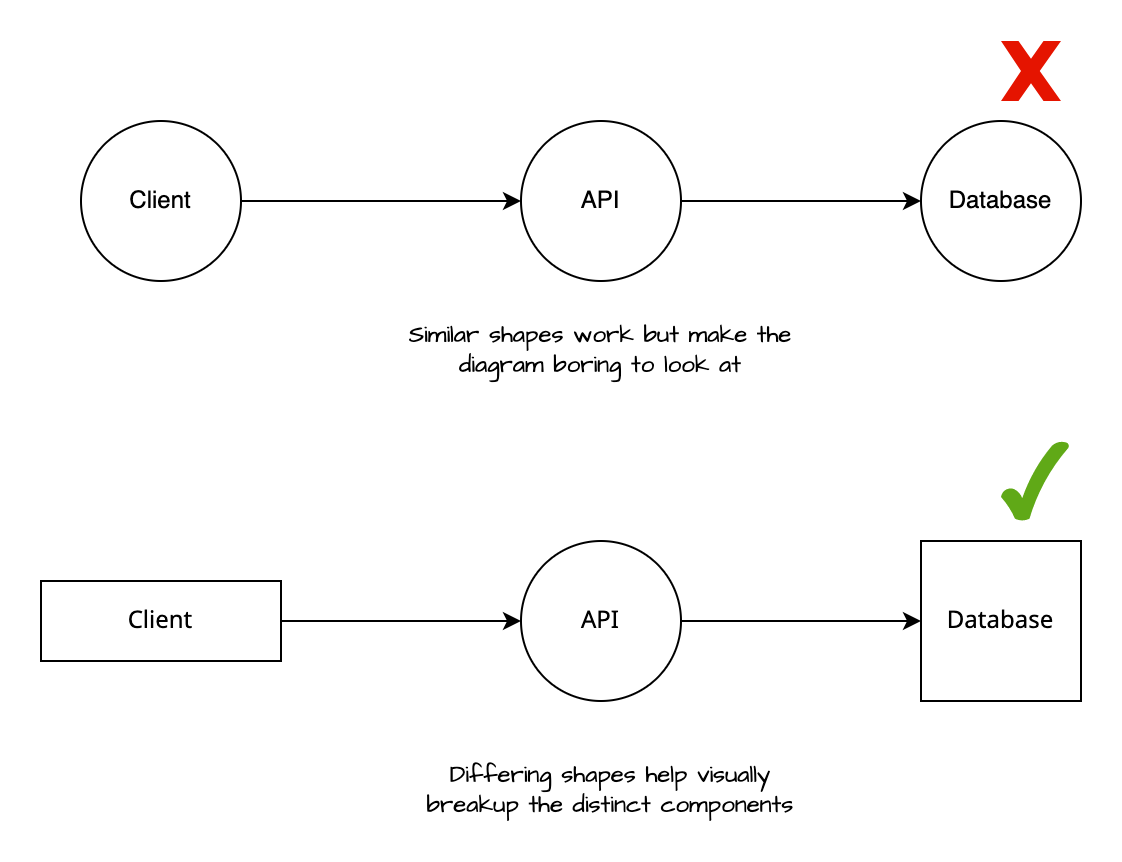 X
Client
API
Database
Similar shapes work but make the
diagram boring to look at
Client
API
Database
Differing shapes help visually
breakup the distinct components